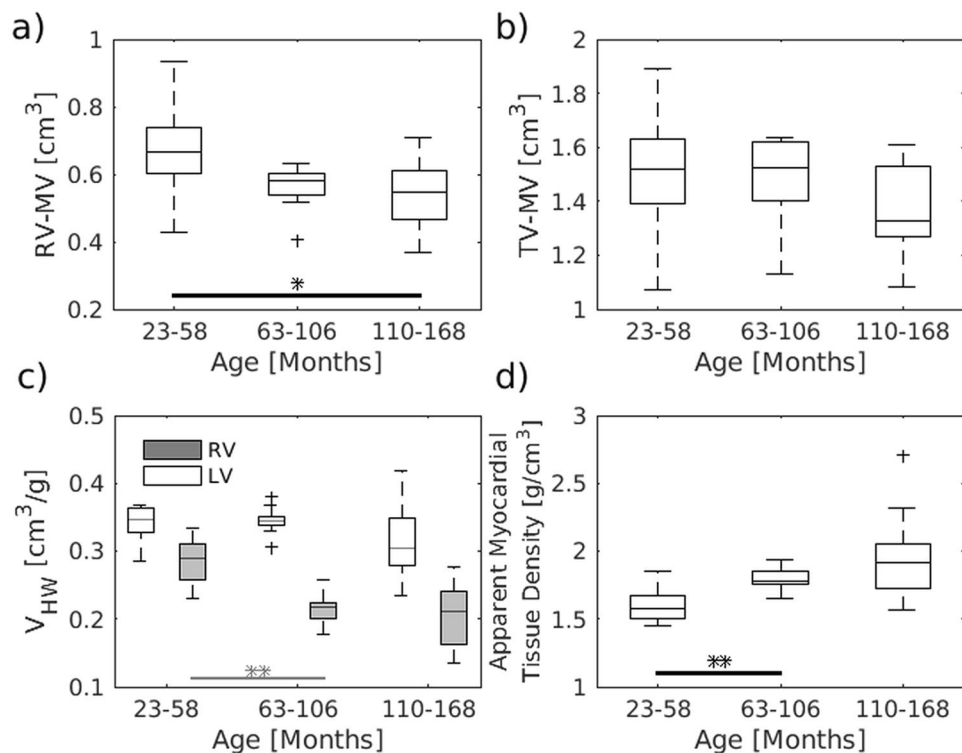 a)
RV-MV [cm³]
1
0.8
0.6
0.4
0.2
*
23-58 63-106 110-168
Age [Months]
b)
TV-MV [cm³]
2
1.8
1.6
1.4
1.2
1
23-58 63-106 110-168
Age [Months]
c)
V_HW [cm³/g]
0.5
0.4
0.3
0.2
0.1
RV
LV
**
23-58 63-106 110-168
Age [Months]
d)
Apparent Myocardial
Tissue Density [g/cm³]
3
2.5
2
1.5
1
**
23-58 63-106 110-168
Age [Months]